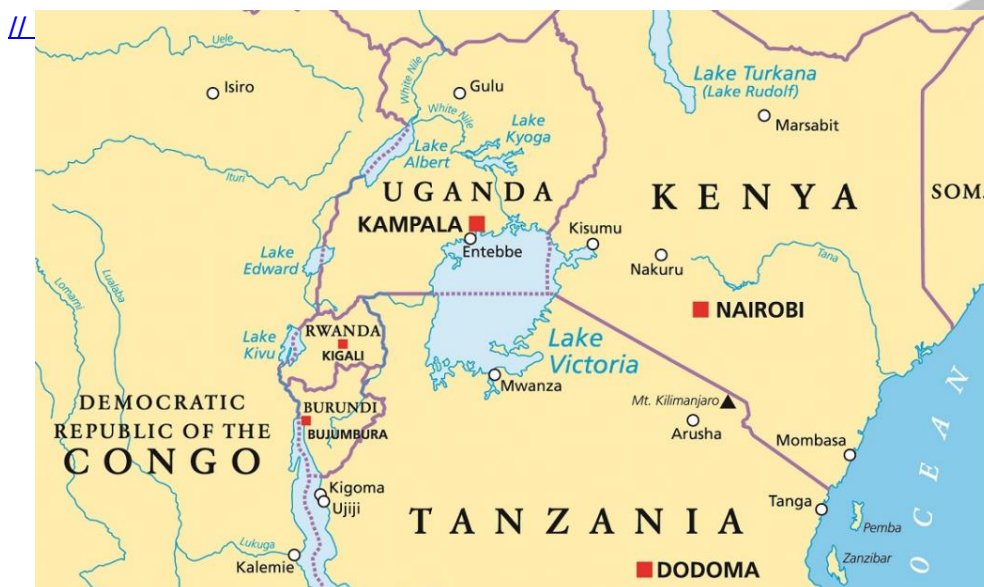 //
Uele
Isiro
White Nile
Gulu
White Nile
Lake
Kyoga
Lake
Albert
Lake Turkana
(Lake Rudolf)
Marsabit
Ituri
UGANDA
KENYA
SOMA
KAMPALA
Entebbe
Kisumu
Nakuru
Tana
Lake
Edward
Lomami
Lualaba
NAIROBI
RWANDA
KIGALI
Lake
Kivu
Lake
Victoria
Mwanza
DEMOCRATIC
REPUBLIC OF THE
CONGO
BURUNDI
BUJUMBURA
Mt. Kilimanjaro
Arusha
Mombasa
OCEAN
Kigoma
Ujiji
TANZANIA
Tanga
Pemba
Zanzibar
Lukuga
Kalemie
DODOMA